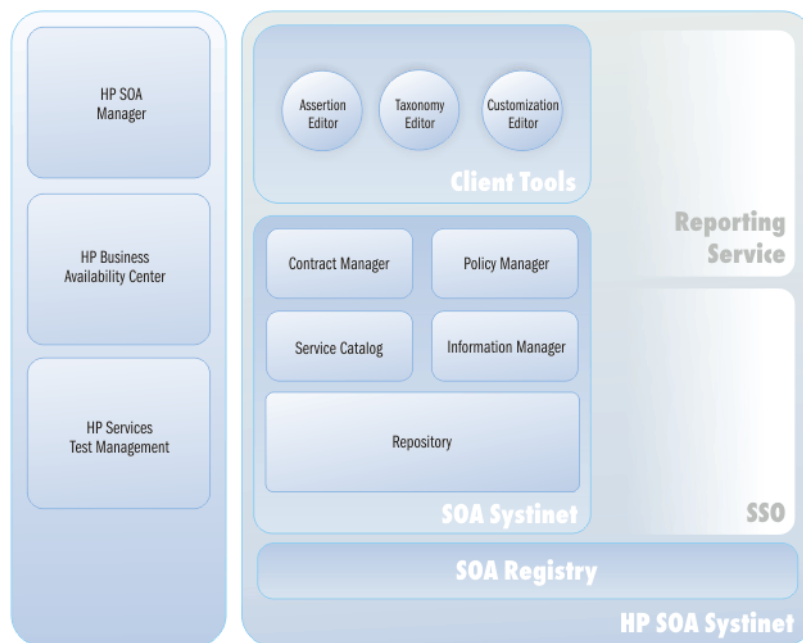 HP SOA
Manager
HP Business
Availability Center
HP Services
Test Management
Assertion
Editor
Taxonomy
Editor
Customization
Editor
Client Tools
Reporting
Service
Contract Manager
Policy Manager
Service Catalog
Information Manager
Repository
SOA Systinet
SSO
SOA Registry
HP SOA Systinet